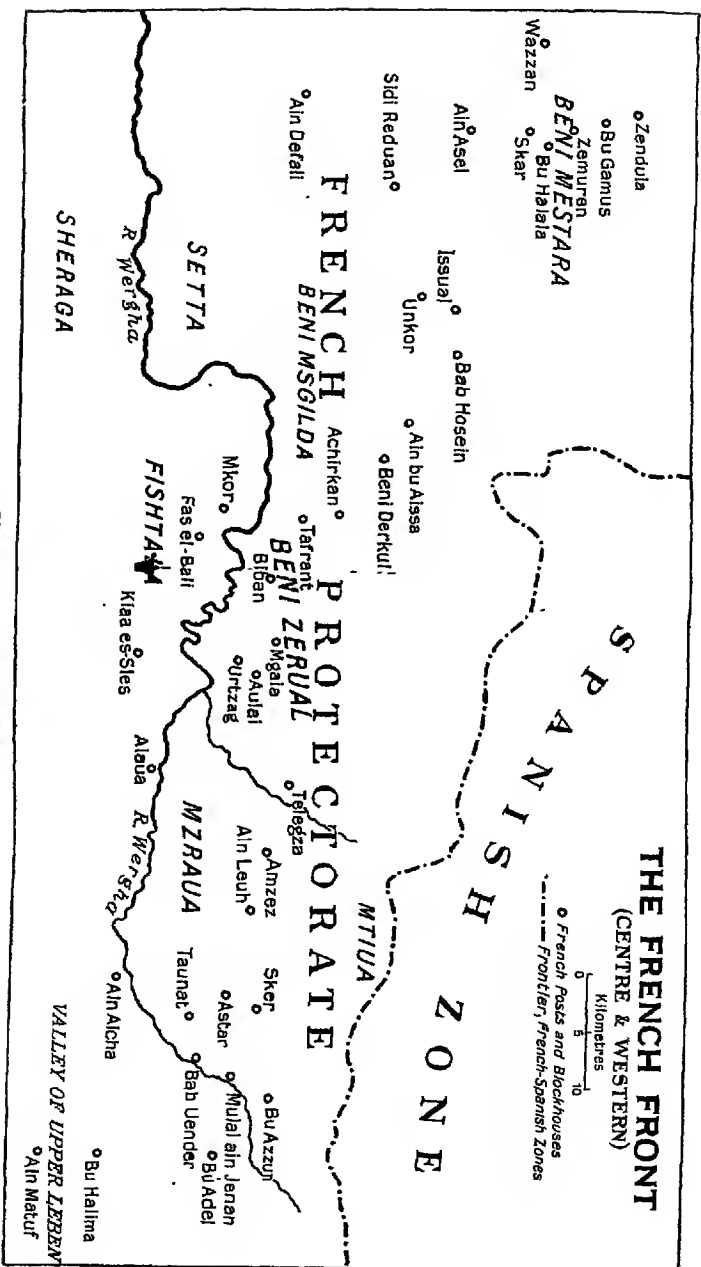 THE FRENCH FRONT
(CENTRE & WESTERN)
Kilometres
0 5 10
French Posts and Blockhouses
Frontier, French-Spanish Zones
SPANISH ZONE
FRENCH PROTECTORATE
Zendula
Bu Gamus
Zemuran
BENI MESTARA
Bu Halala
Skar
Wazzan
Ain Asel
Sidi Reduan
Ain Defali
Issual
Unkor
Bab Hosein
Ain bu Aissa
Beni Derkul
BENI MSGILDA
Achirkan
Tafrant
BENI ZERUAL
Biban
Mgala
Aulai
Urtzag
Telegza
MTIUA
Amzez
Ain Leuh
Sker
Astar
Taunat
MZRAUA
Bu Azzun
Mulai ain Jenan
Bu Adel
Bab Uender
SETTA
R Wergha
SHERAGA
Mkor
Fas el-Bali
FISHTALA
Klaa es-Sles
Alaua
R. Wergha
Ain Aicha
VALLEY OF UPPER LEBEN
Bu Halima
Ain Matuf